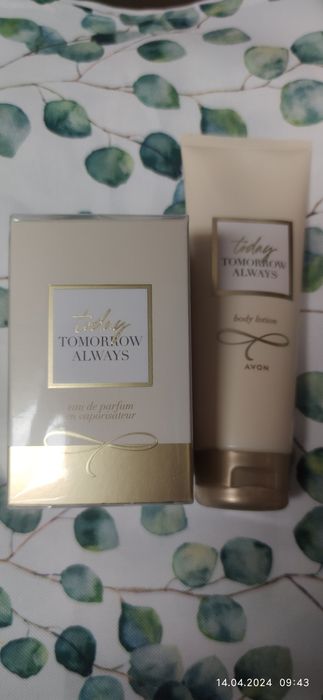 today
TOMORROW
ALWAYS
eau de parfum
en vaporisateur
today
TOMORROW
ALWAYS
body lotion
AVON
14.04.2024 09:43